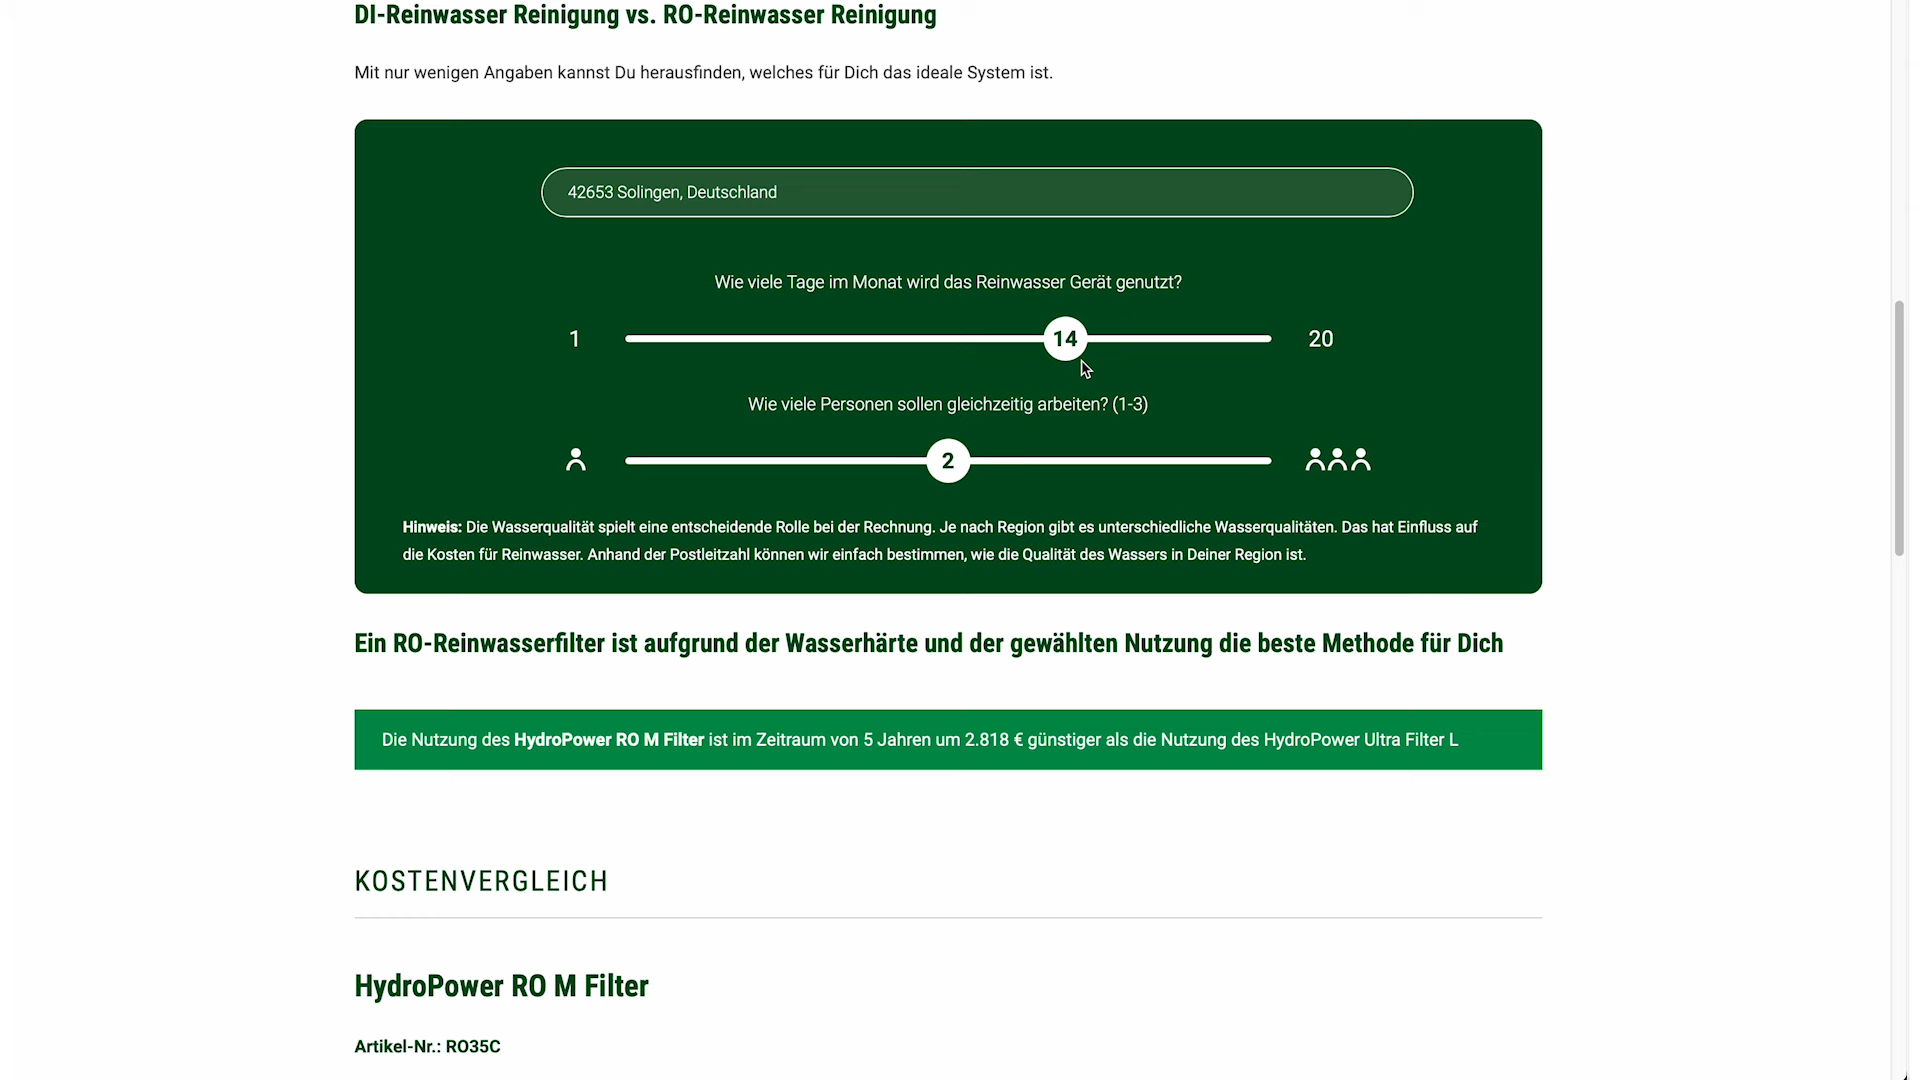 DI-Reinwasser Reinigung vs. RO-Reinwasser Reinigung
Mit nur wenigen Angaben kannst Du herausfinden, welches für Dich das ideale System ist.
42653 Solingen, Deutschland
Wie viele Tage im Monat wird das Reinwasser Gerät genutzt?
1 14 20
Wie viele Personen sollen gleichzeitig arbeiten? (1-3)
2
Hinweis: Die Wasserqualität spielt eine entscheidende Rolle bei der Rechnung. Je nach Region gibt es unterschiedliche Wasserqualitäten. Das hat Einfluss auf
die Kosten für Reinwasser. Anhand der Postleitzahl können wir einfach bestimmen, wie die Qualität des Wassers in Deiner Region ist.
Ein RO-Reinwasserfilter ist aufgrund der Wasserhärte und der gewählten Nutzung die beste Methode für Dich
Die Nutzung des HydroPower RO M Filter ist im Zeitraum von 5 Jahren um 2.818 € günstiger als die Nutzung des HydroPower Ultra Filter L
KOSTENVERGLEICH
HydroPower RO M Filter
Artikel-Nr.: RO35C